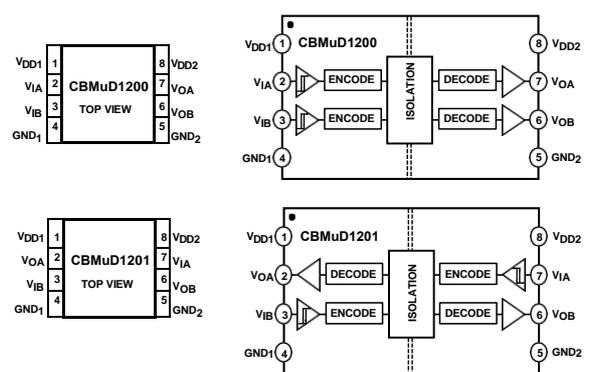 VDD1 1 8 VDD2
VIA 2 CBMuD1200 7 VOA
VIB 3 TOP VIEW 6 VOB
GND1 4 5 GND2
VDD1 1 CBMuD1200 8 VDD2
VIA 2 ENCODE ISOLATION DECODE 7 VOA
VIB 3 ENCODE DECODE 6 VOB
GND1 4 5 GND2
VDD1 1 8 VDD2
VOA 2 CBMuD1201 7 VIA
VIB 3 TOP VIEW 6 VOB
GND1 4 5 GND2
VDD1 1 CBMuD1201 8 VDD2
VOA 2 DECODE ISOLATION ENCODE 7 VIA
VIB 3 ENCODE DECODE 6 VOB
GND1 4 5 GND2